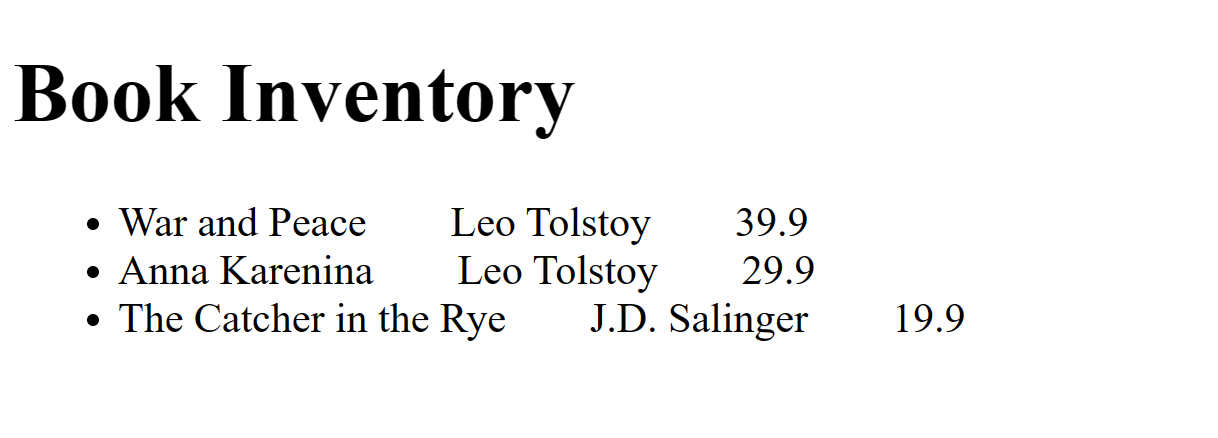 Book Inventory
• War and Peace Leo Tolstoy 39.9
• Anna Karenina Leo Tolstoy 29.9
• The Catcher in the Rye J.D. Salinger 19.9